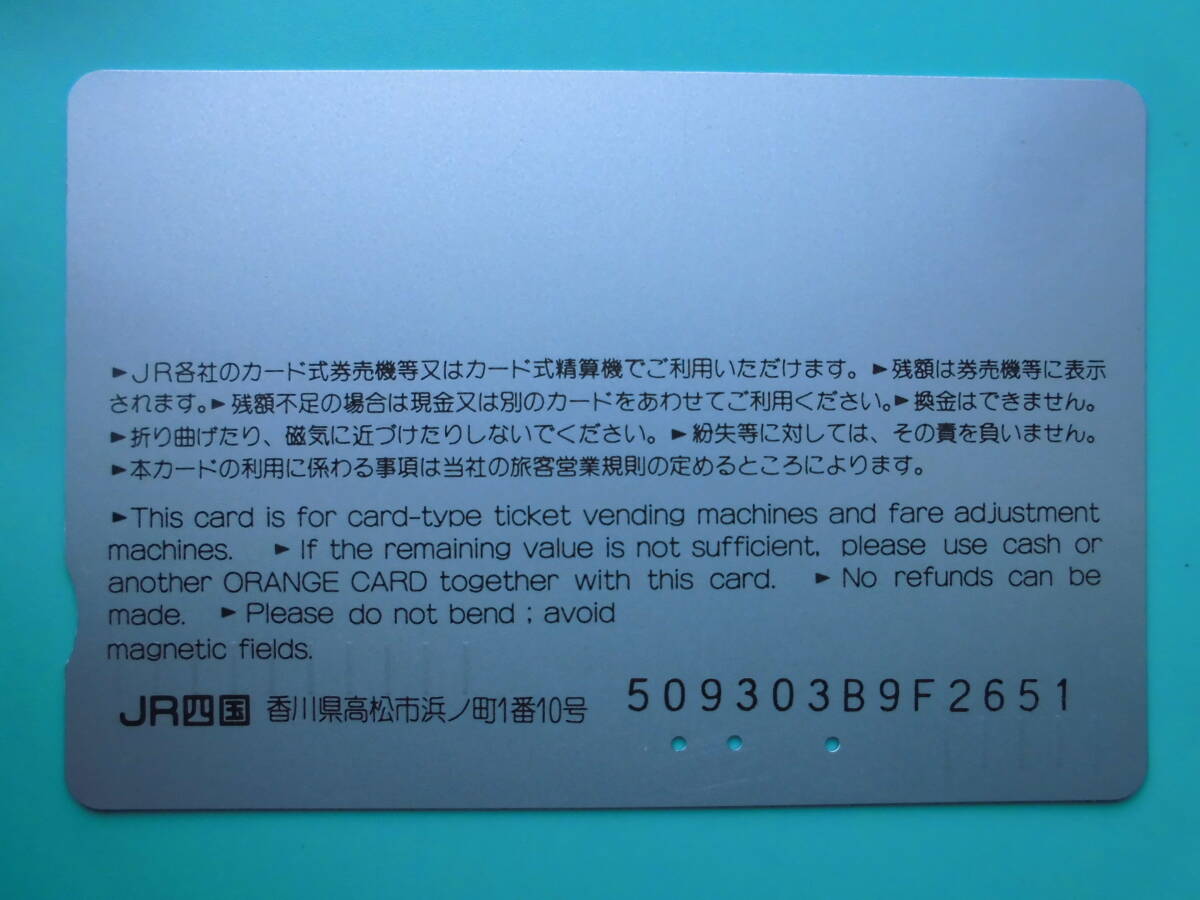 ►JR各社のカード式券売機等又はカード式精算機でご利用いただけます。►残額は券売機等に表示
されます。►残額不足の場合は現金又は別のカードをあわせてご利用ください。►換金はできません。
►折り曲げたり、磁気に近づけたりしないでください。►紛失等に対しては、その責を負いません。
►本カードの利用に係わる事項は当社の旅客営業規則の定めるところによります。
►This card is for card-type ticket vending machines and fare adjustment
machines. ►If the remaining value is not sufficient, please use cash or
another ORANGE CARD together with this card. ►No refunds can be
made. ►Please do not bend ; avoid
magnetic fields.
JR四国 香川県高松市浜ノ町1番10号 509303B9F2651